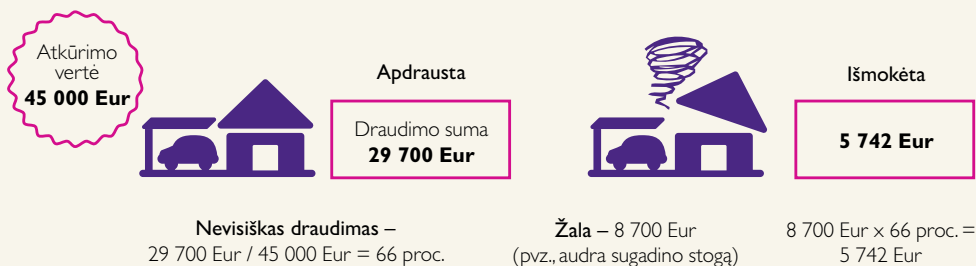 Atkūrimo
vertė
45 000 Eur
Apdrausta
Draudimo suma
29 700 Eur
Išmokėta
5 742 Eur
Nevisiškas draudimas –
29 700 Eur / 45 000 Eur = 66 proc.
Žala – 8 700 Eur
(pvz., audra sugadino stogą)
8 700 Eur x 66 proc. =
5 742 Eur